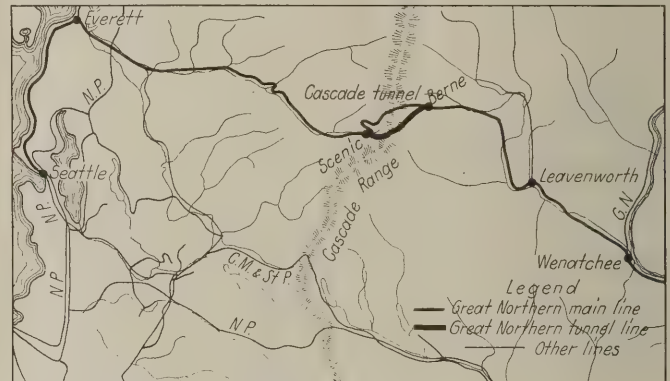 Everett
N.P.
Cascade tunnel
Berne
Scenic
Cascade Range
Seattle
Leavenworth
G.N.
N.P.
Wenatchee
C.M. & St P.
N.P.
N.P.
Legend
Great Northern main line
Great Northern tunnel line
Other lines